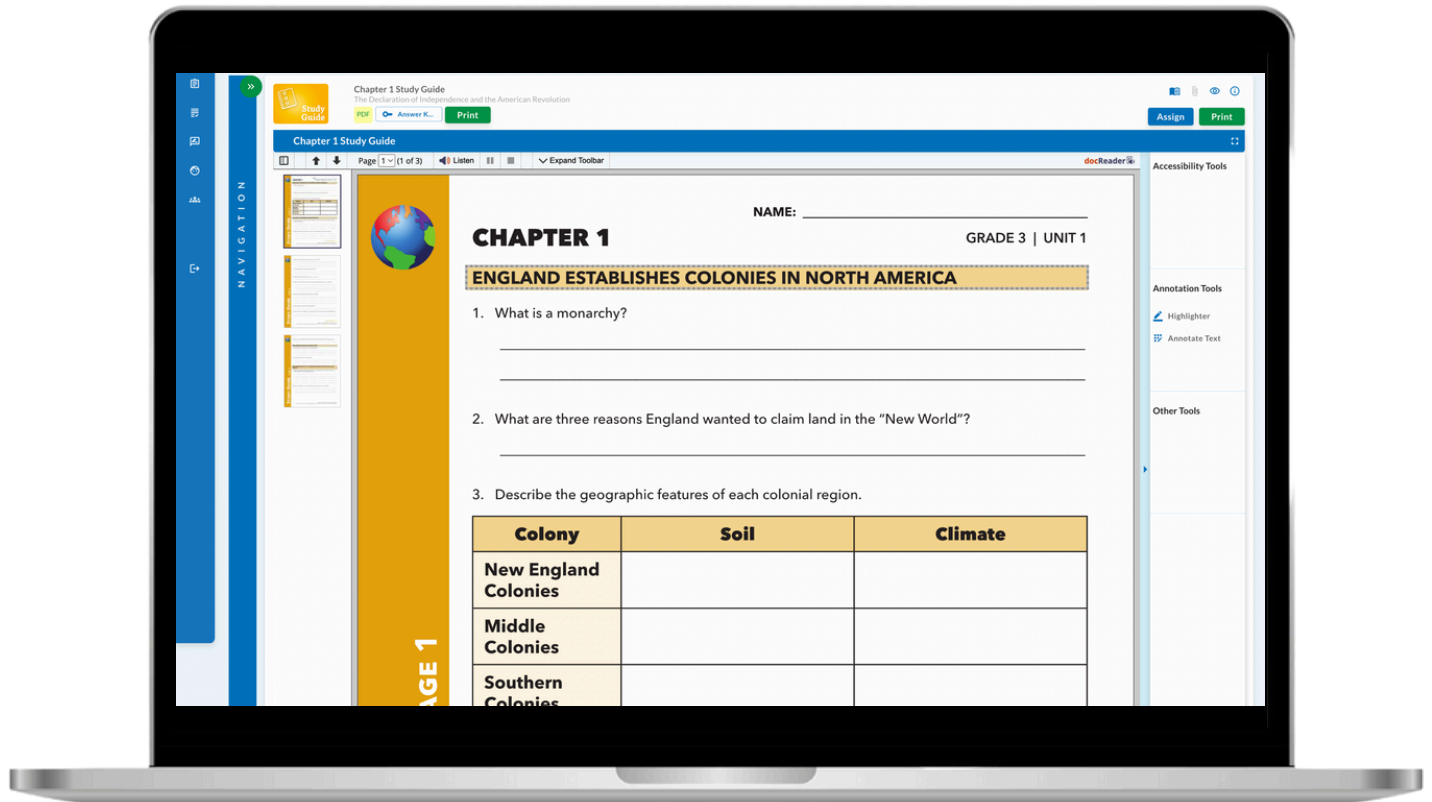 Study
Guide
Chapter 1 Study Guide
The Declaration of Independence and the American Revolution
PDF
Answer K...
Print
Assign
Print
NAVIGATION
Chapter 1 Study Guide
Page 1 (1 of 3)
Listen
Expand Toolbar
docReader
NAME:
CHAPTER 1
GRADE 3 | UNIT 1
ENGLAND ESTABLISHES COLONIES IN NORTH AMERICA
1. What is a monarchy?
2. What are three reasons England wanted to claim land in the “New World”?
3. Describe the geographic features of each colonial region.
Colony Soil Climate
New England
Colonies
Middle
Colonies
Southern
Colonies
AGE 1
Accessibility Tools
Annotation Tools
Highlighter
Annotate Text
Other Tools